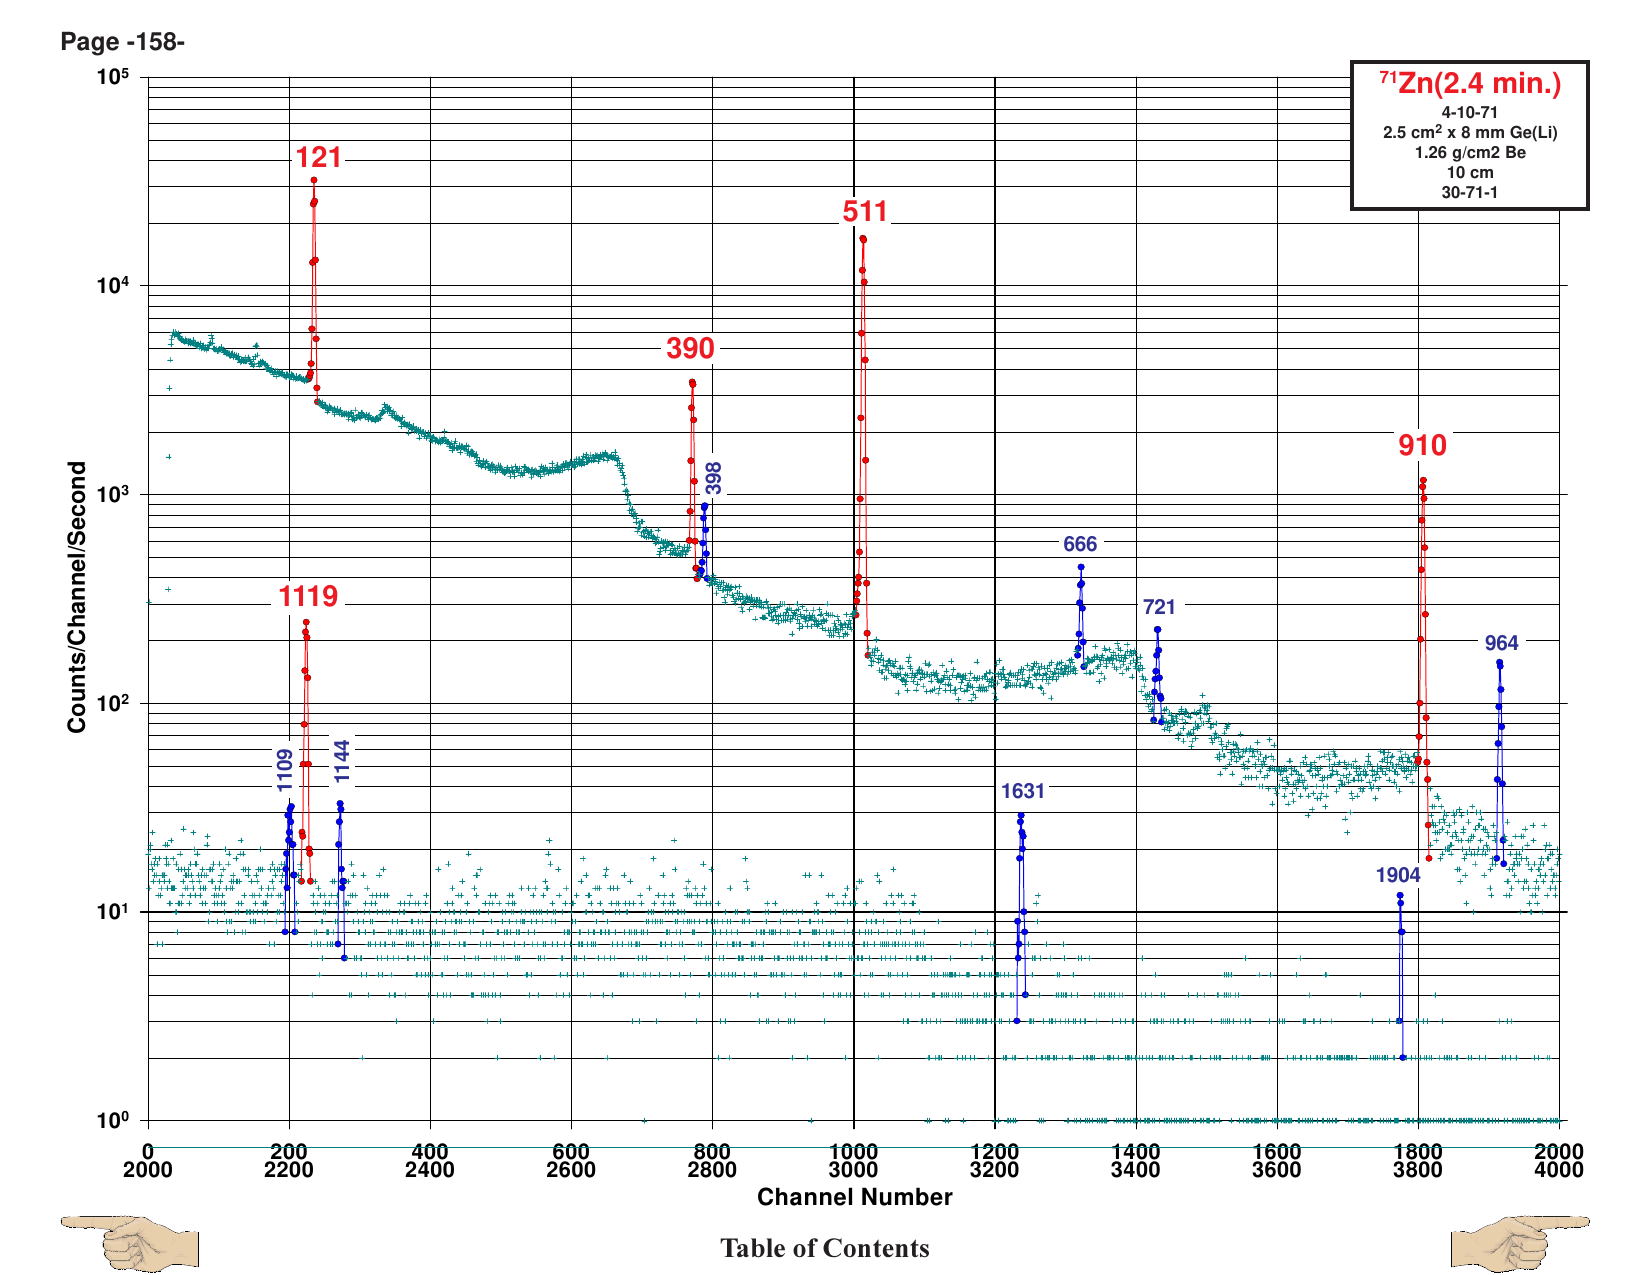 Page -158-
10⁵
⁷¹Zn(2.4 min.)
4-10-71
2.5 cm² x 8 mm Ge(Li)
1.26 g/cm2 Be
10 cm
30-71-1
121
511
10⁴
390
910
398
10³
666
1119
721
964
10²
1109
1144
1631
1904
10¹
10⁰
Counts/Channel/Second
0 200 400 600 800 1000 1200 1400 1600 1800 2000
2000 2200 2400 2600 2800 3000 3200 3400 3600 3800 4000
Channel Number
Table of Contents